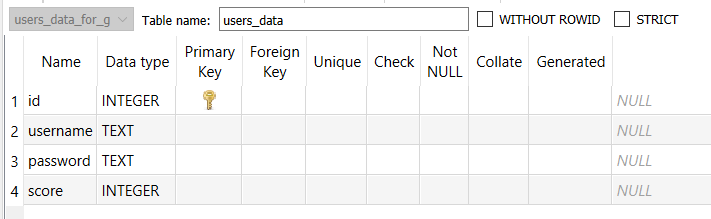 users_data_for_g Table name: users_data WITHOUT ROWID STRICT
Name Data type Primary Key Foreign Key Unique Check Not NULL Collate Generated
1 id INTEGER NULL
2 username TEXT NULL
3 password TEXT NULL
4 score INTEGER NULL